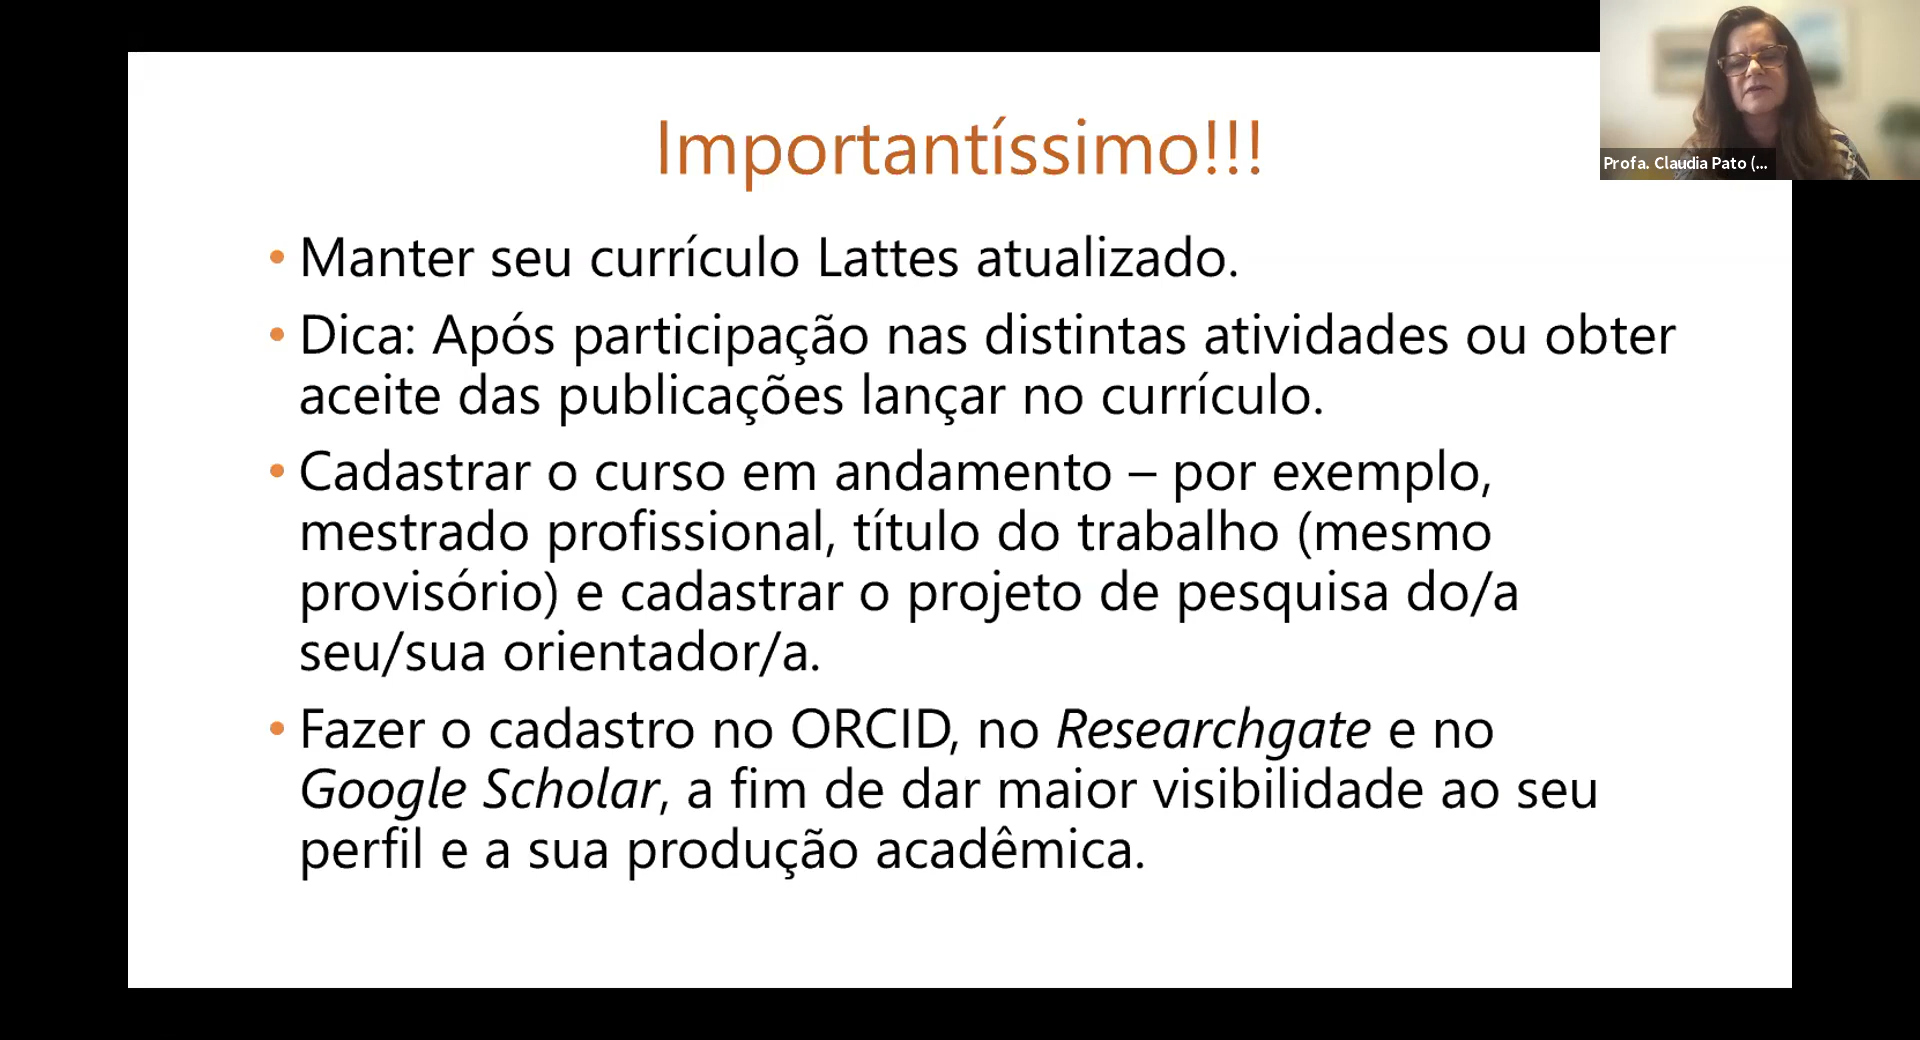 Importantíssimo!!!
Profa. Claudia Pato (...
• Manter seu currículo Lattes atualizado.
• Dica: Após participação nas distintas atividades ou obter
aceite das publicações lançar no currículo.
• Cadastrar o curso em andamento – por exemplo,
mestrado profissional, título do trabalho (mesmo
provisório) e cadastrar o projeto de pesquisa do/a
seu/sua orientador/a.
• Fazer o cadastro no ORCID, no Researchgate e no
Google Scholar, a fim de dar maior visibilidade ao seu
perfil e a sua produção acadêmica.